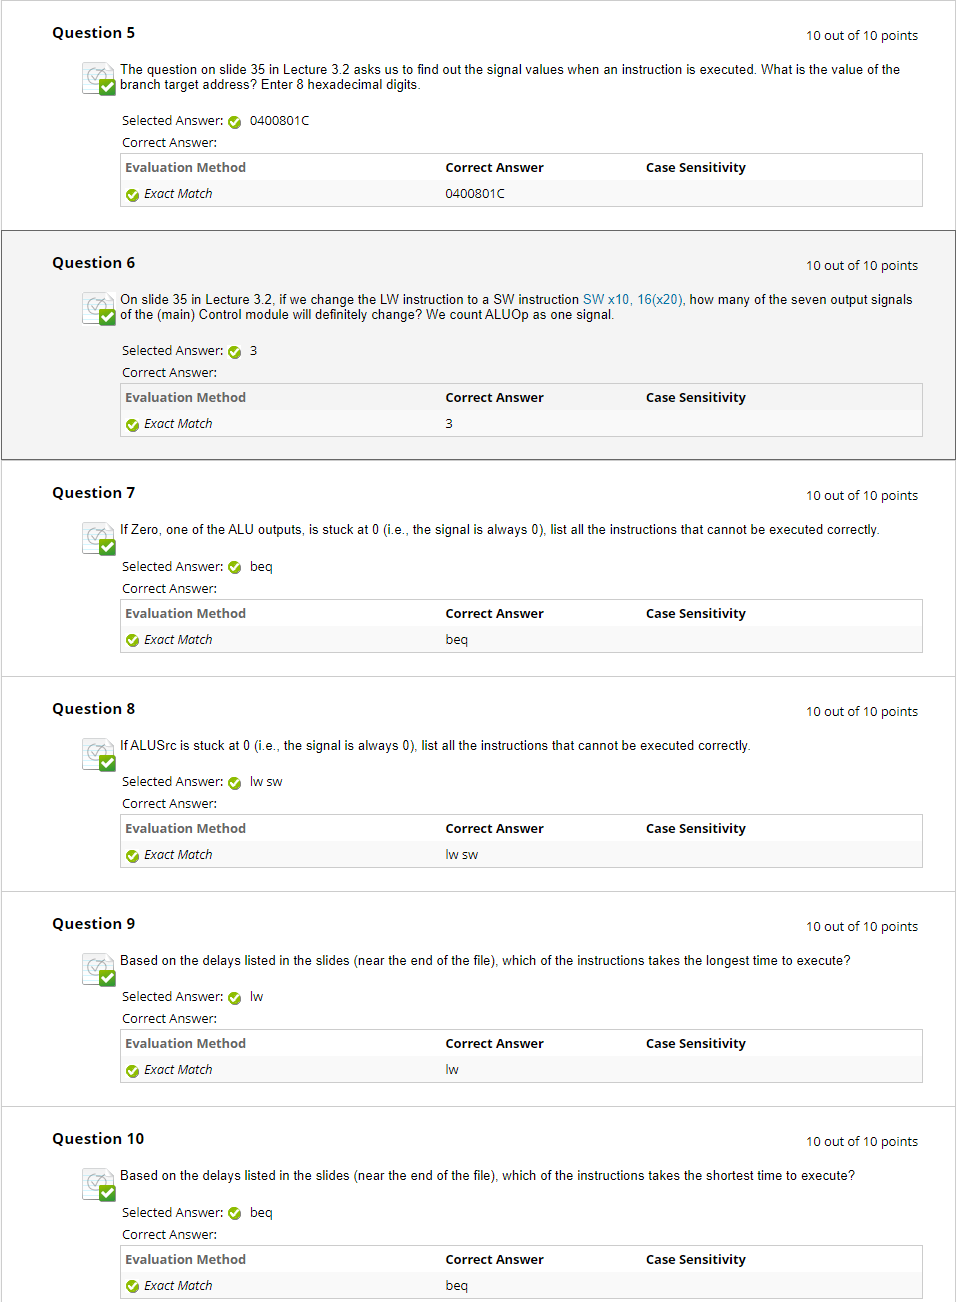 Question 5
10 out of 10 points
The question on slide 35 in Lecture 3.2 asks us to find out the signal values when an instruction is executed. What is the value of the
branch target address? Enter 8 hexadecimal digits.
Selected Answer: 0400801C
Correct Answer:
Evaluation Method Correct Answer Case Sensitivity
Exact Match 0400801C
Question 6
10 out of 10 points
On slide 35 in Lecture 3.2, if we change the LW instruction to a SW instruction SW x10, 16(x20), how many of the seven output signals
of the (main) Control module will definitely change? We count ALUOp as one signal.
Selected Answer: 3
Correct Answer:
Evaluation Method Correct Answer Case Sensitivity
Exact Match 3
Question 7
10 out of 10 points
If Zero, one of the ALU outputs, is stuck at 0 (i.e., the signal is always 0), list all the instructions that cannot be executed correctly.
Selected Answer: beq
Correct Answer:
Evaluation Method Correct Answer Case Sensitivity
Exact Match beq
Question 8
10 out of 10 points
If ALUSrc is stuck at 0 (i.e., the signal is always 0), list all the instructions that cannot be executed correctly.
Selected Answer: lw sw
Correct Answer:
Evaluation Method Correct Answer Case Sensitivity
Exact Match lw sw
Question 9
10 out of 10 points
Based on the delays listed in the slides (near the end of the file), which of the instructions takes the longest time to execute?
Selected Answer: lw
Correct Answer:
Evaluation Method Correct Answer Case Sensitivity
Exact Match lw
Question 10
10 out of 10 points
Based on the delays listed in the slides (near the end of the file), which of the instructions takes the shortest time to execute?
Selected Answer: beq
Correct Answer:
Evaluation Method Correct Answer Case Sensitivity
Exact Match beq